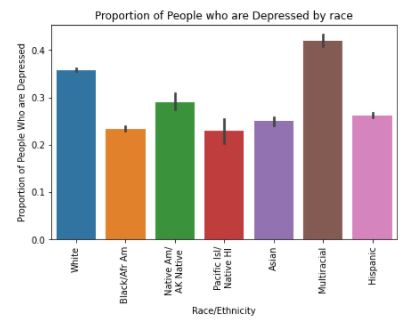 Proportion of People who are Depressed by race
Proportion of People Who are Depressed
0.4
0.3
0.2
0.1
0.0
White
Black/Afr Am
Native Am/
AK Native
Pacific Isl/
Native HI
Asian
Multiracial
Hispanic
Race/Ethnicity